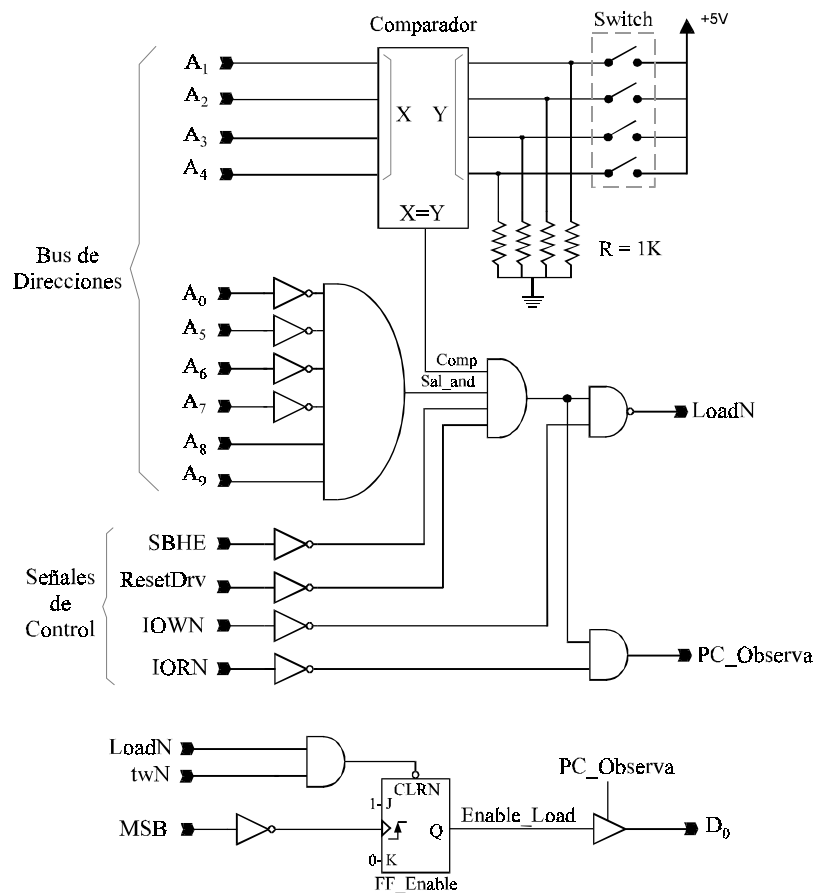 Comparador
Switch
+5V
A1
A2
A3
A4
X Y
X=Y
R = 1K
Bus de
Direcciones
A0
A5
A6
A7
A8
A9
Comp
Sal_and
LoadN
SBHE
ResetDrv
IOWN
IORN
Señales
de
Control
PC_Observa
LoadN
twN
MSB
CLRN
1- J
Q
0- K
FF_Enable
Enable_Load
PC_Observa
D0